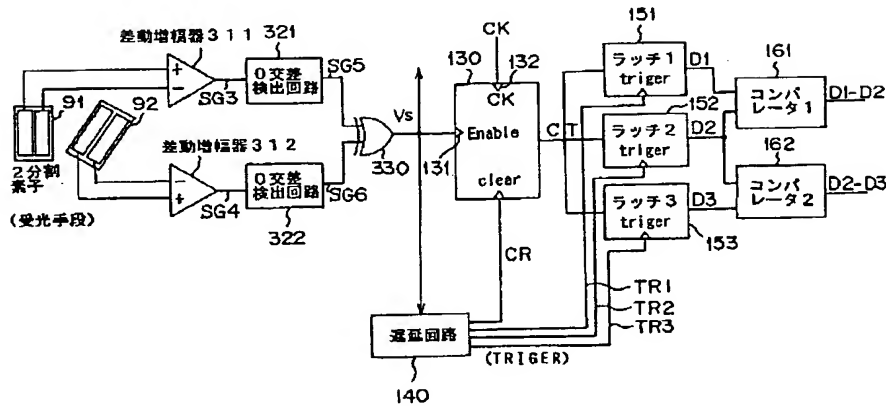 差動増幅器311
321
0交差
検出回路
SG3
SG5
+
−
91
92
2分割
素子
(受光手段)
差動増幅器312
−
+
SG4
0交差
検出回路
SG6
322
Vs
330
CK
130
132
CK
Enable
131
clear
CT
CR
遅延回路
140
(TRIGER)
TR1
TR2
TR3
151
ラッチ1
triger
D1
152
ラッチ2
triger
D2
ラッチ3
triger
D3
153
161
コンパ
レータ1
D1-D2
162
コンパ
レータ2
D2-D3